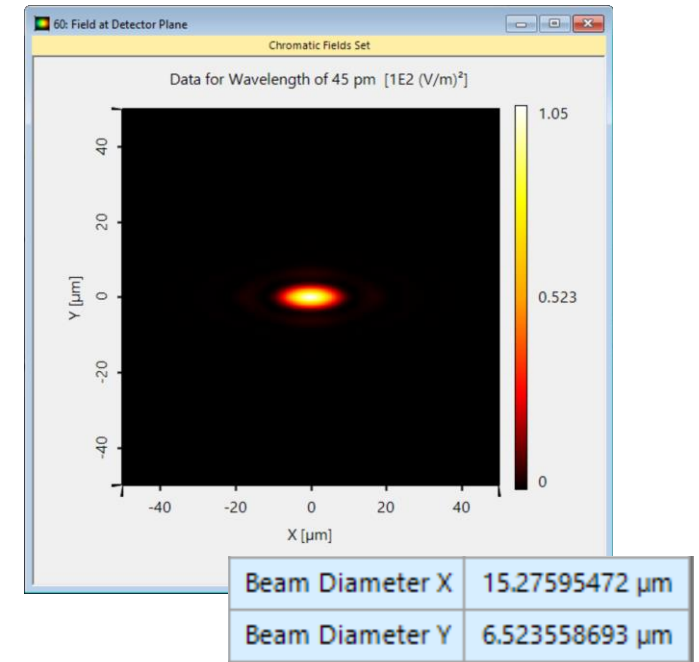 60: Field at Detector Plane
Chromatic Fields Set
Data for Wavelength of 45 pm [1E2 (V/m)²]
1.05
0.523
0
40
20
0
-20
-40
Y [µm]
-40 -20 0 20 40
X [µm]
Beam Diameter X 15.27595472 µm
Beam Diameter Y 6.523558693 µm